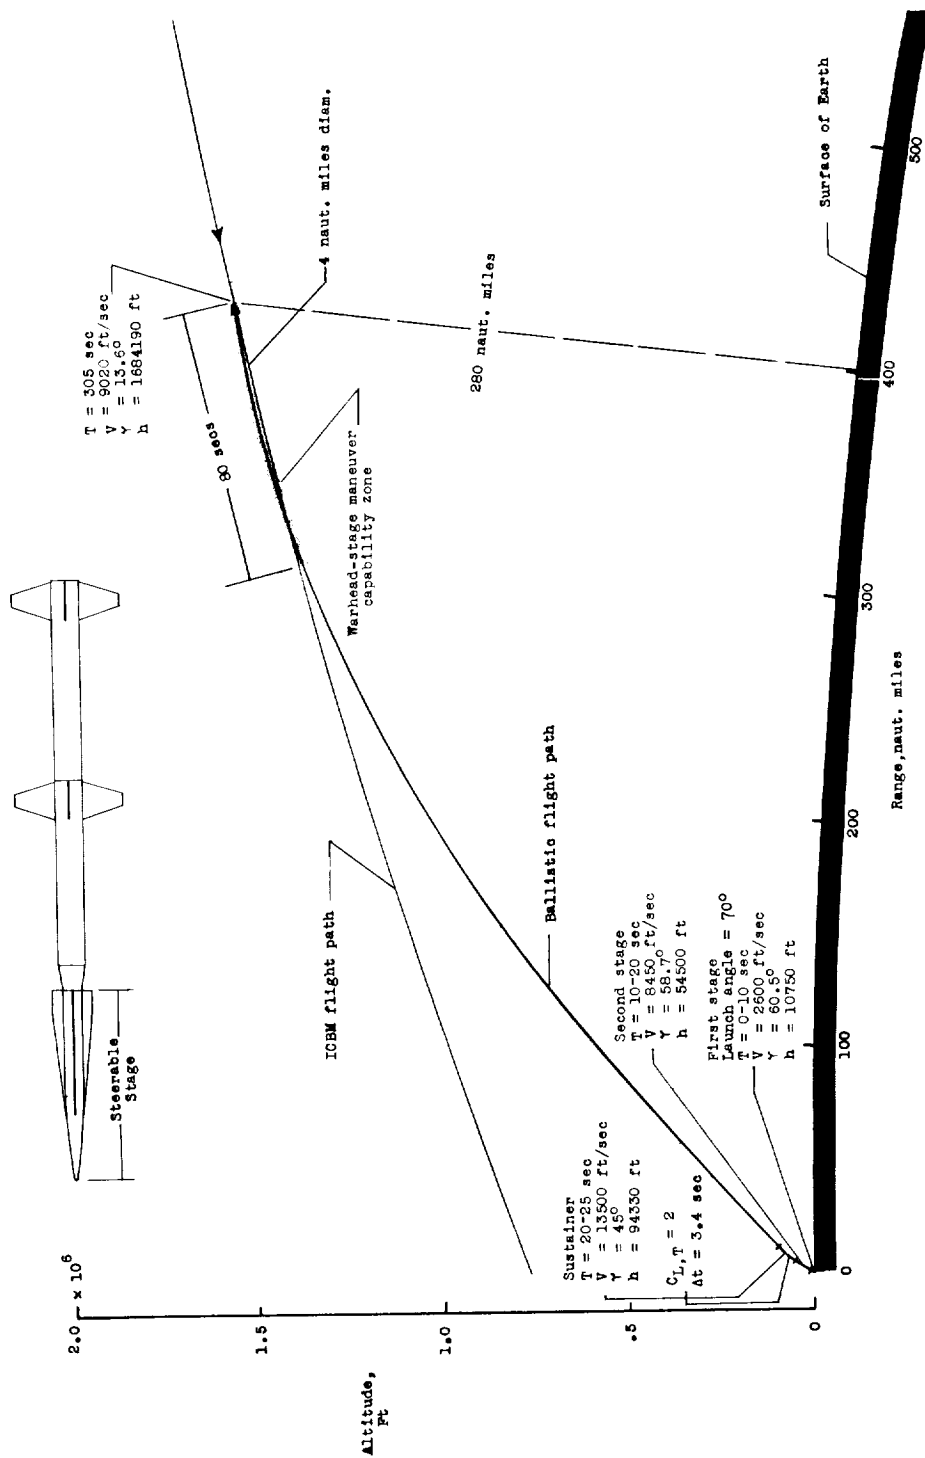 Steerable
Stage
T = 305 sec
V = 9020 ft/sec
γ = 13.6°
h = 1684190 ft
80 secs
4 naut. miles diam.
Warhead-stage maneuver
capability zone
280 naut. miles
ICBM flight path
Ballistic flight path
Sustainer
T = 20-25 sec
V = 13500 ft/sec
γ = 45°
h = 94330 ft
C_L,T = 2
Δt = 3.4 sec
Second stage
T = 10-20 sec
V = 8450 ft/sec
γ = 58.7°
h = 54500 ft
First stage
Launch angle = 70°
T = 0-10 sec
V = 2600 ft/sec
γ = 60.5°
h = 10750 ft
Surface of Earth
Altitude,
Ft
2.0 × 10⁶
1.5
1.0
.5
0
0
100
200
300
400
500
Range, naut. miles